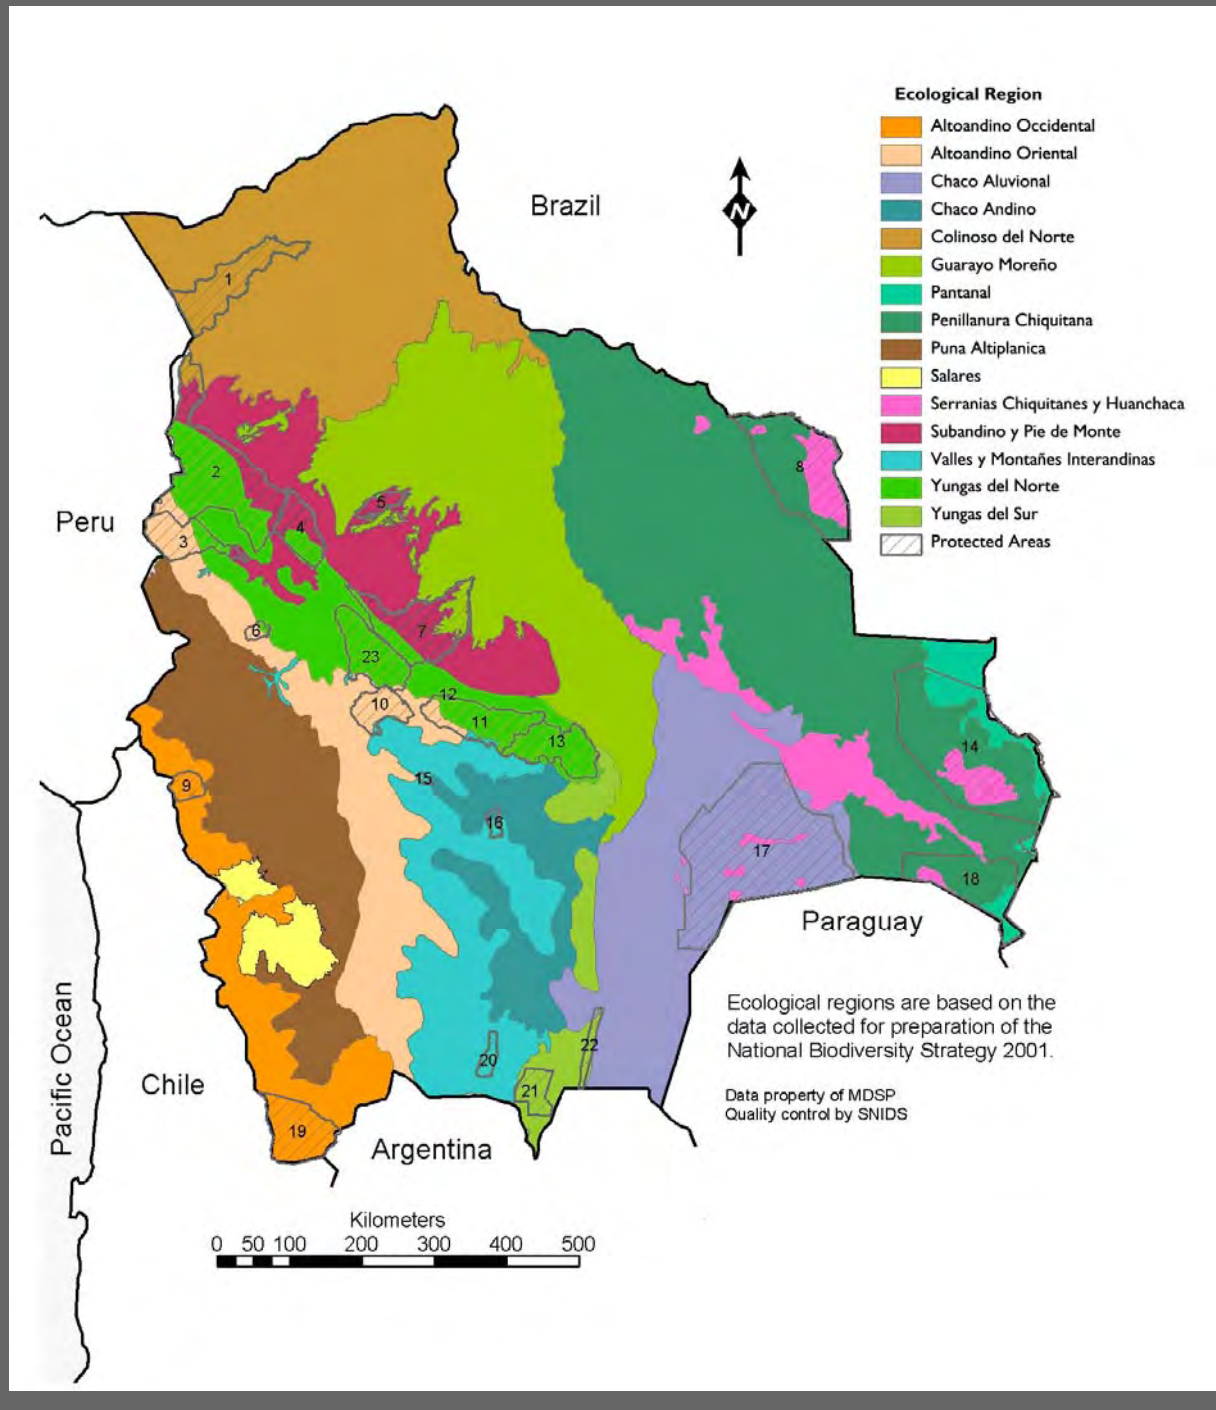 Ecological Region
Altoandino Occidental
Altoandino Oriental
Chaco Aluvional
Chaco Andino
Colinoso del Norte
Guarayo Moreño
Pantanal
Penillanura Chiquitana
Puna Altiplanica
Salares
Serranias Chiquitanes y Huanchaca
Subandino y Pie de Monte
Valles y Montañes Interandinas
Yungas del Norte
Yungas del Sur
Protected Areas
Brazil
N
1
8
2
Peru
5
4
3
6
7
23
12
10
11
13
14
9
15
16
17
18
Paraguay
Pacific Ocean
Ecological regions are based on the
data collected for preparation of the
National Biodiversity Strategy 2001.
22
20
Chile
21
Data property of MDSP
Quality control by SNIDS
19
Argentina
Kilometers
0 50 100 200 300 400 500